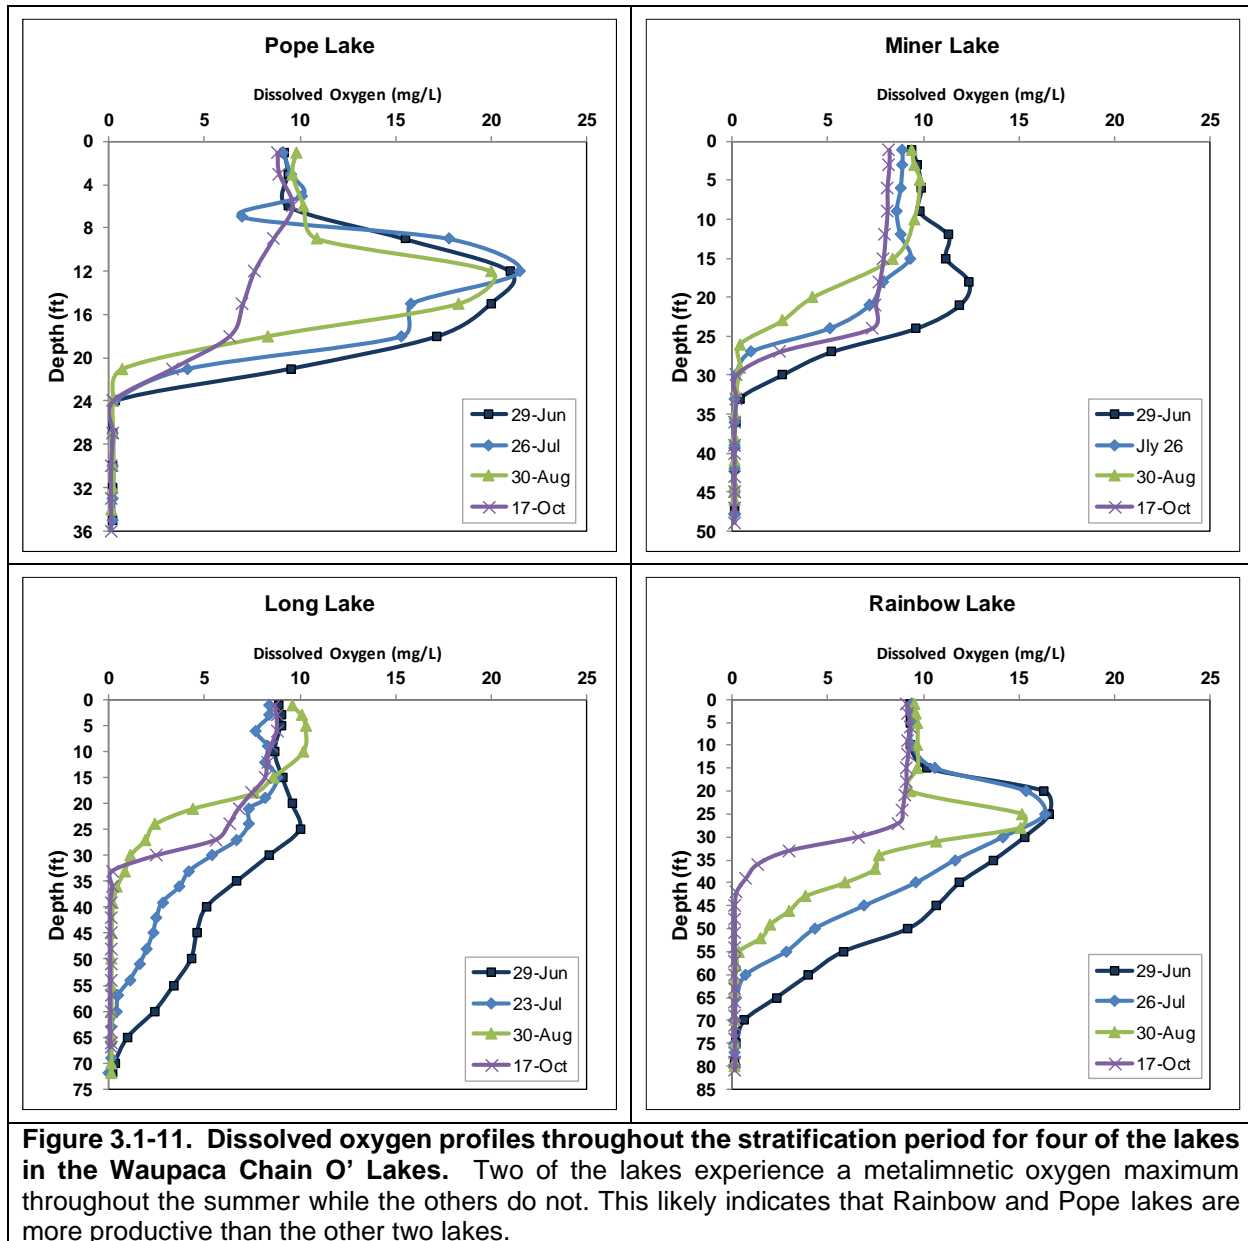 Pope Lake
Dissolved Oxygen (mg/L)
0 5 10 15 20 25
Depth (ft)
0
4
8
12
16
20
24
28
32
36
29-Jun
26-Jul
30-Aug
17-Oct
Miner Lake
Dissolved Oxygen (mg/L)
0 5 10 15 20 25
Depth (ft)
0
5
10
15
20
25
30
35
40
45
50
29-Jun
Jly 26
30-Aug
17-Oct
Long Lake
Dissolved Oxygen (mg/L)
0 5 10 15 20 25
Depth (ft)
0
5
10
15
20
25
30
35
40
45
50
55
60
65
70
75
29-Jun
23-Jul
30-Aug
17-Oct
Rainbow Lake
Dissolved Oxygen (mg/L)
0 5 10 15 20 25
Depth (ft)
0
5
10
15
20
25
30
35
40
45
50
55
60
65
70
75
80
85
29-Jun
26-Jul
30-Aug
17-Oct
Figure 3.1-11. Dissolved oxygen profiles throughout the stratification period for four of the lakes
in the Waupaca Chain O’ Lakes. Two of the lakes experience a metalimnetic oxygen maximum
throughout the summer while the others do not. This likely indicates that Rainbow and Pope lakes are
more productive than the other two lakes.